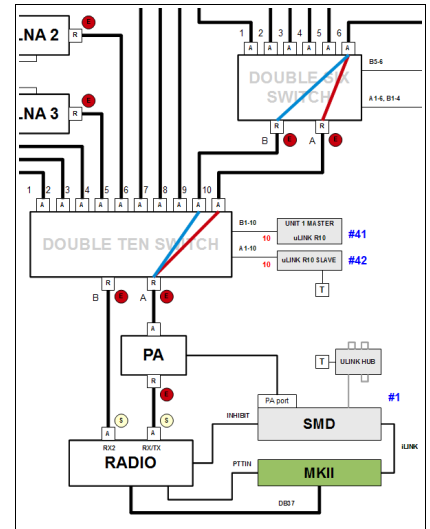 LNA 2
R
E
LNA 3
R
E
1 2 3 4 5 6
A A A A A A
DOUBLE SIX
SWITCH
B5-6
A1-6, B1-4
R R
B E A E
1 2 3 4 5 6 7 8 9 10
A A A A A A A A A A
DOUBLE TEN SWITCH
B1-10
10
UNIT 1 MASTER
uLINK R10
#41
A1-10
10
uLINK R10 SLAVE
#42
T
R R
B E A E
A
PA
R
E
T
ULINK HUB
#1
PA port
SMD
S S
A A
RX2 RX/TX
RADIO
INHIBIT
iLINK
PTTIN
MKII
DB37